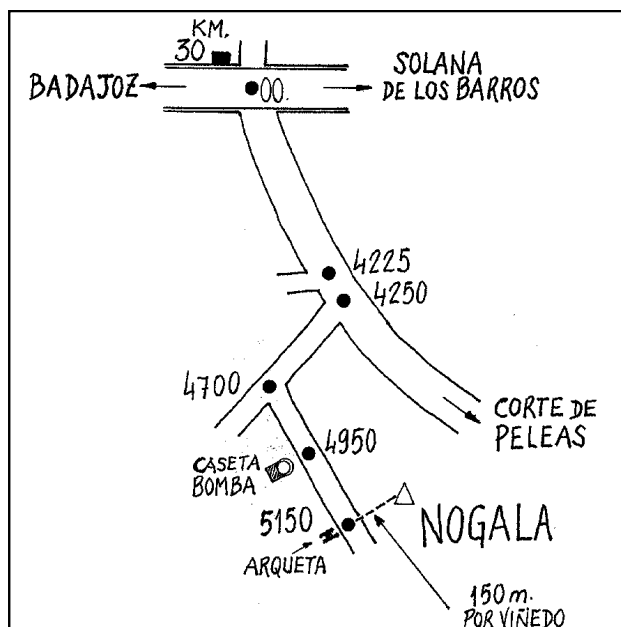 KM.
30
BADAJOZ
00.
SOLANA
DE LOS BARROS
4225
4250
4700
CORTE DE
PELEAS
4950
CASETA
BOMBA
5150
NOGALA
ARQUETA
150 m.
POR VIÑEDO